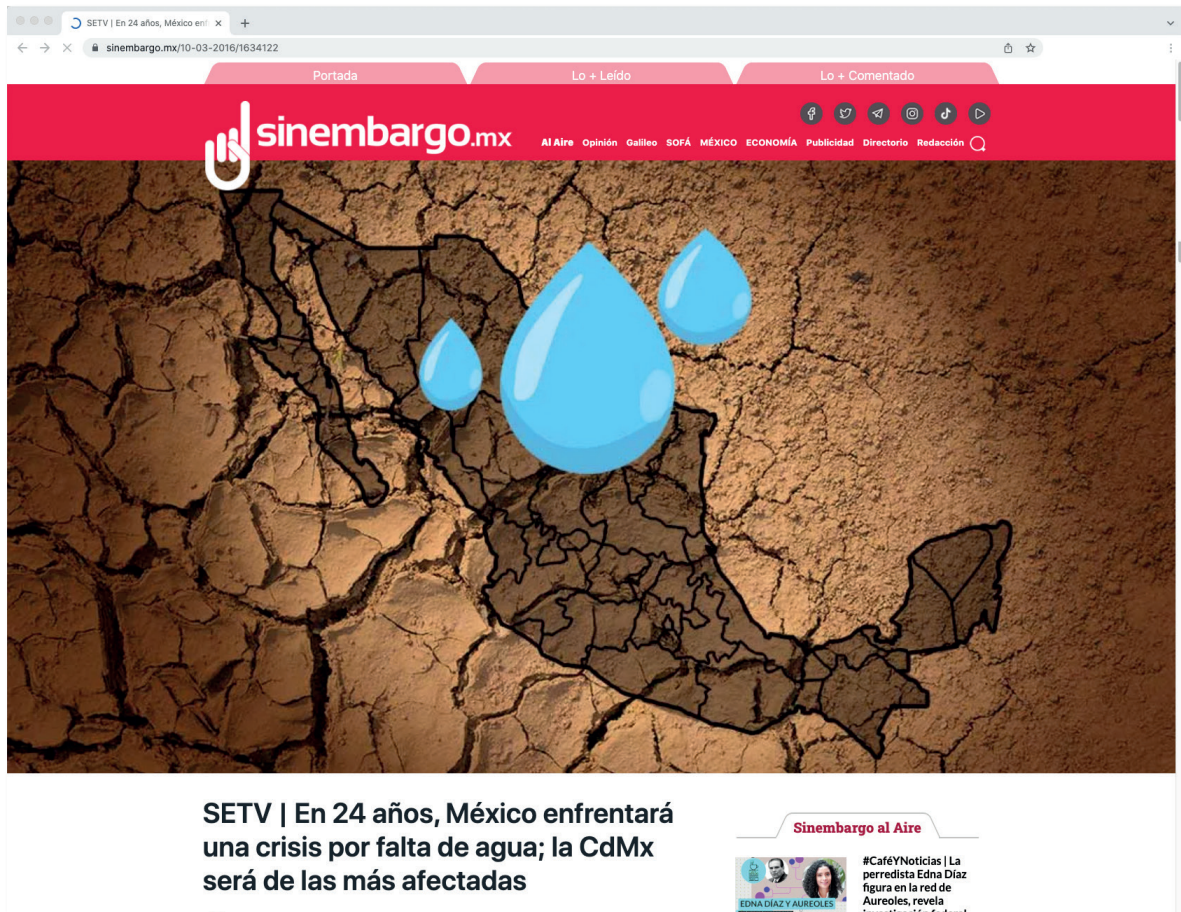 SETV | En 24 años, México en
sinembargo.mx/10-03-2016/1634122
Portada
Lo + Leído
Lo + Comentado
sinembargo.mx
Al Aire Opinión Galileo SOFÁ MÉXICO ECONOMÍA Publicidad Directorio Redacción
SETV | En 24 años, México enfrentará
una crisis por falta de agua; la CdMx
será de las más afectadas
Sinembargo al Aire
EDNA DÍAZ Y AUREOLES
#CaféYNoticias | La
perredista Edna Díaz
figura en la red de
Aureoles, revela
investigación federal